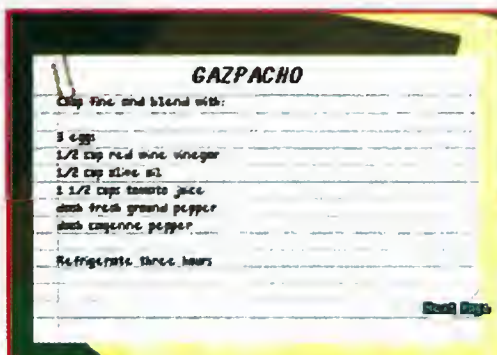 GAZPACHO
Chop fine and blend with:
3 eggs
1/2 cup red wine vinegar
1/2 cup olive oil
1 1/2 cups tomato juice
dash fresh ground pepper
dash cayenne pepper
Refrigerate three hours
Next Page